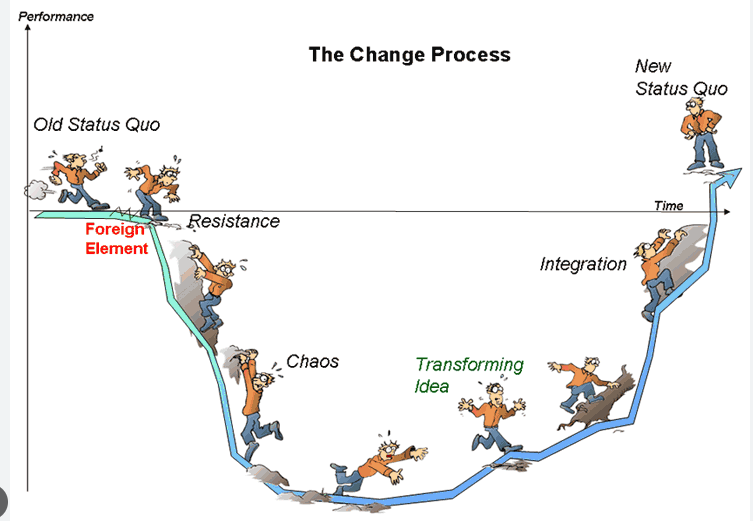 Performance
The Change Process
New
Status Quo
Old Status Quo
Time
Foreign
Element
Resistance
Integration
Chaos
Transforming
Idea